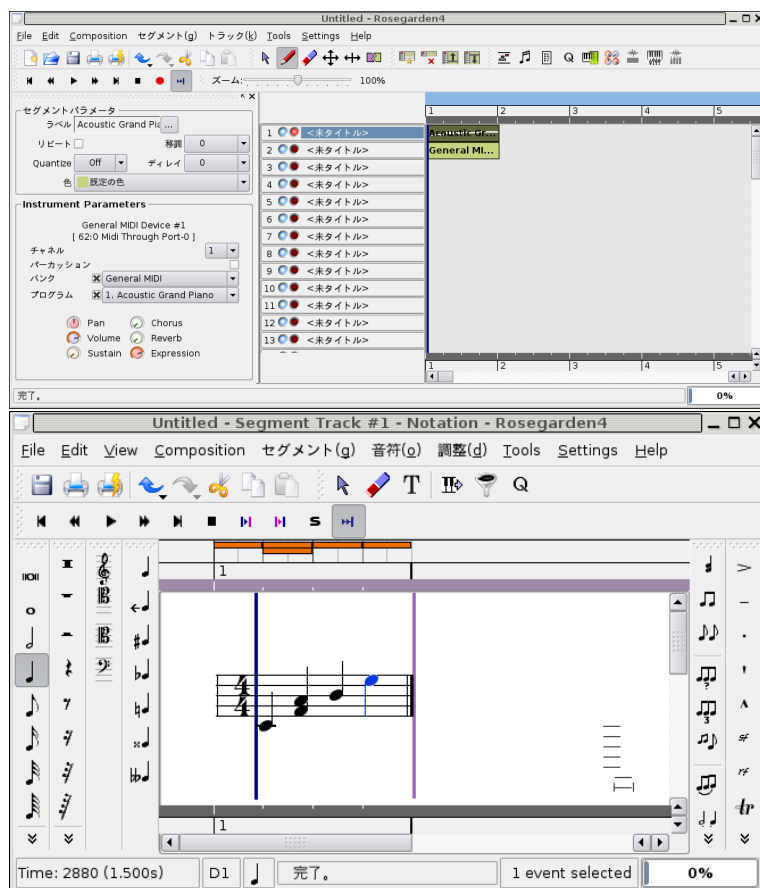 Untitled - Rosegarden4
File Edit Composition セグメント(g) トラック(k) Tools Settings Help
Q
ズーム: 100%
セグメントパラメータ
ラベル Acoustic Grand Pia ...
リピート 移調 0
Quantize Off ディレイ 0
色 既定の色
Instrument Parameters
General MIDI Device #1
[ 62:0 Midi Through Port-0 ]
チャネル 1
パーカッション
バンク General MIDI
プログラム 1. Acoustic Grand Piano
Pan Chorus
Volume Reverb
Sustain Expression
1 2 3 4 5
1 <未タイトル> Acoustic Gr...
2 <未タイトル> General MI...
3 <未タイトル>
4 <未タイトル>
5 <未タイトル>
6 <未タイトル>
7 <未タイトル>
8 <未タイトル>
9 <未タイトル>
10 <未タイトル>
11 <未タイトル>
12 <未タイトル>
13 <未タイトル>
1 2 3 4 5
完了。 0%
Untitled - Segment Track #1 - Notation - Rosegarden4
File Edit View Composition セグメント(g) 音符(o) 調整(d) Tools Settings Help
T Q
S
1
4
4
?
3
sf
rf
tr
1
Time: 2880 (1.500s) D1 完了。 1 event selected 0%